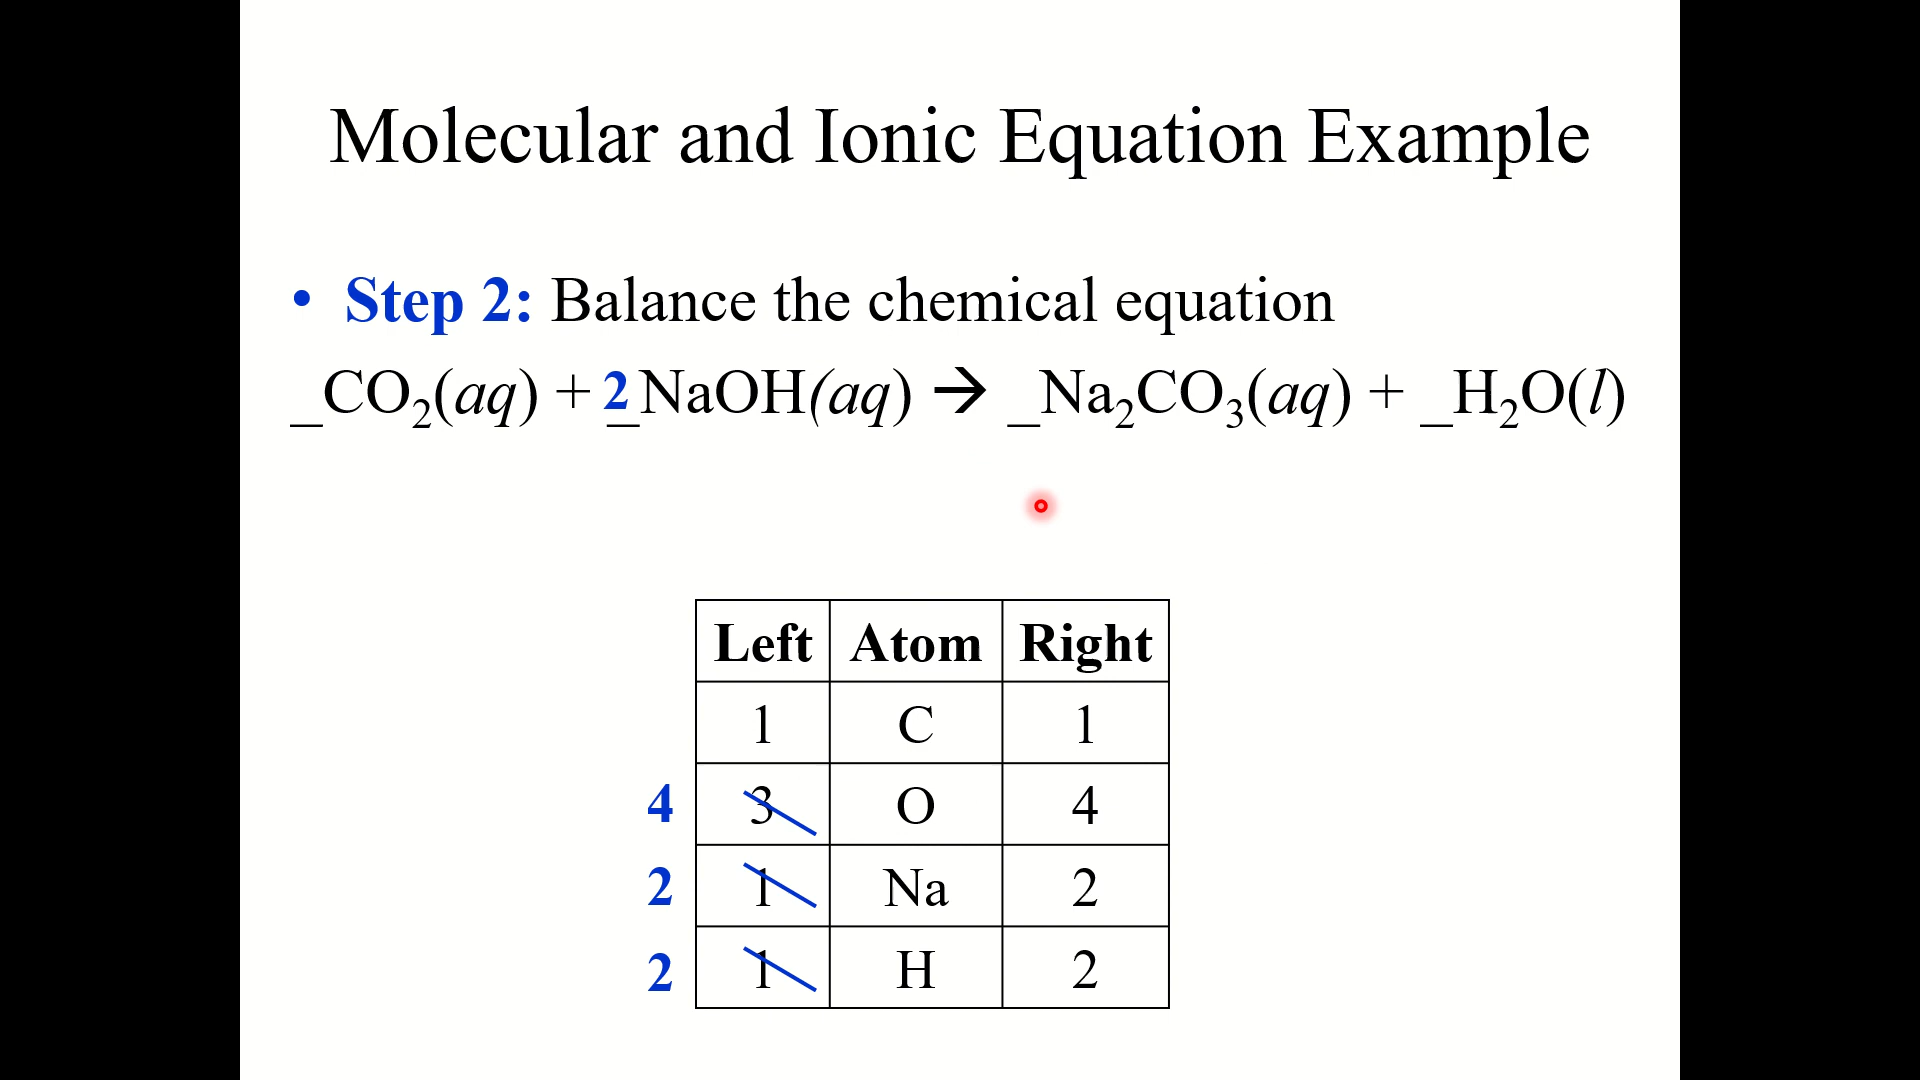 Molecular and Ionic Equation Example
• Step 2: Balance the chemical equation
_CO₂(aq) + 2_NaOH(aq) → _Na₂CO₃(aq) + _H₂O(l)
Left Atom Right
1 C 1
4 3 O 4
2 1 Na 2
2 1 H 2